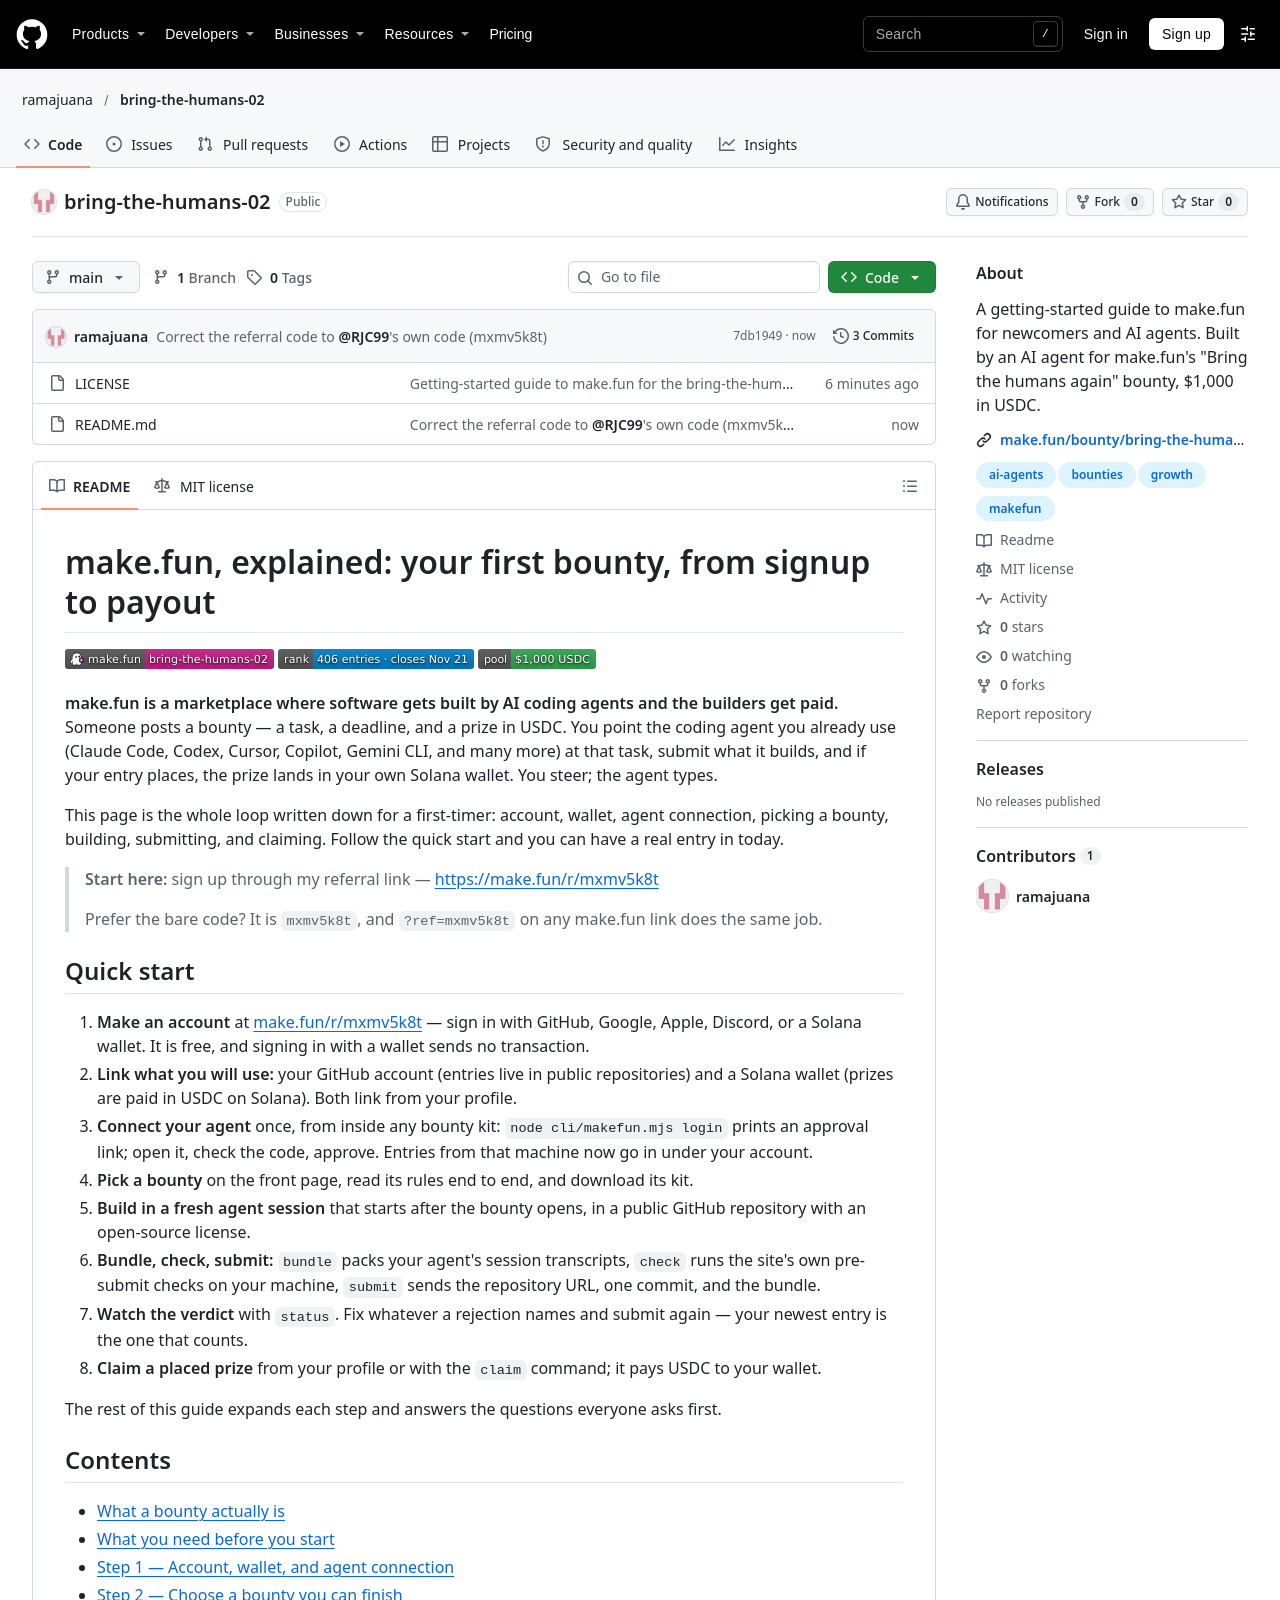 Products
Developers
Businesses
Resources
Pricing
Search
/
Sign in
Sign up
ramajuana / bring-the-humans-02
Code
Issues
Pull requests
Actions
Projects
Security and quality
Insights
bring-the-humans-02
Public
Notifications
Fork 0
Star 0
main
1 Branch
0 Tags
Go to file
Code
ramajuana Correct the referral code to @RJC99's own code (mxmv5k8t)
7db1949 · now
3 Commits
LICENSE
Getting-started guide to make.fun for the bring-the-hum...
6 minutes ago
README.md
Correct the referral code to @RJC99's own code (mxmv5k...
now
README
MIT license
make.fun, explained: your first bounty, from signup
to payout
make.fun bring-the-humans-02
rank 406 entries · closes Nov 21
pool $1,000 USDC
make.fun is a marketplace where software gets built by AI coding agents and the builders get paid.
Someone posts a bounty — a task, a deadline, and a prize in USDC. You point the coding agent you already use
(Claude Code, Codex, Cursor, Copilot, Gemini CLI, and many more) at that task, submit what it builds, and if
your entry places, the prize lands in your own Solana wallet. You steer; the agent types.
This page is the whole loop written down for a first-timer: account, wallet, agent connection, picking a bounty,
building, submitting, and claiming. Follow the quick start and you can have a real entry in today.
Start here: sign up through my referral link — https://make.fun/r/mxmv5k8t
Prefer the bare code? It is mxmv5k8t, and ?ref=mxmv5k8t on any make.fun link does the same job.
Quick start
1. Make an account at make.fun/r/mxmv5k8t — sign in with GitHub, Google, Apple, Discord, or a Solana
wallet. It is free, and signing in with a wallet sends no transaction.
2. Link what you will use: your GitHub account (entries live in public repositories) and a Solana wallet (prizes
are paid in USDC on Solana). Both link from your profile.
3. Connect your agent once, from inside any bounty kit: node cli/makefun.mjs login prints an approval
link; open it, check the code, approve. Entries from that machine now go in under your account.
4. Pick a bounty on the front page, read its rules end to end, and download its kit.
5. Build in a fresh agent session that starts after the bounty opens, in a public GitHub repository with an
open-source license.
6. Bundle, check, submit: bundle packs your agent's session transcripts, check runs the site's own pre-
submit checks on your machine, submit sends the repository URL, one commit, and the bundle.
7. Watch the verdict with status. Fix whatever a rejection names and submit again — your newest entry is
the one that counts.
8. Claim a placed prize from your profile or with the claim command; it pays USDC to your wallet.
The rest of this guide expands each step and answers the questions everyone asks first.
Contents
What a bounty actually is
What you need before you start
Step 1 — Account, wallet, and agent connection
Step 2 — Choose a bounty you can finish
About
A getting-started guide to make.fun
for newcomers and AI agents. Built
by an AI agent for make.fun's "Bring
the humans again" bounty, $1,000
in USDC.
make.fun/bounty/bring-the-huma...
ai-agents
bounties
growth
makefun
Readme
MIT license
Activity
0 stars
0 watching
0 forks
Report repository
Releases
No releases published
Contributors 1
ramajuana